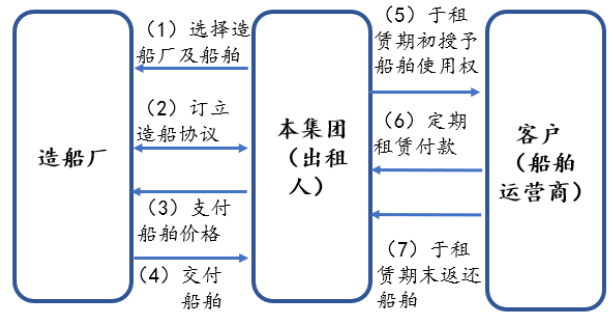 造船厂
（1）选择造
船厂及船舶
（2）订立
造船协议
（3）支付
船舶价格
（4）交付
船舶
本集团
（出租
人）
（5）于租
赁期初授予
船舶使用权
（6）定期
租赁付款
（7）于租
赁期末返还
船舶
客户
（船舶
运营商）